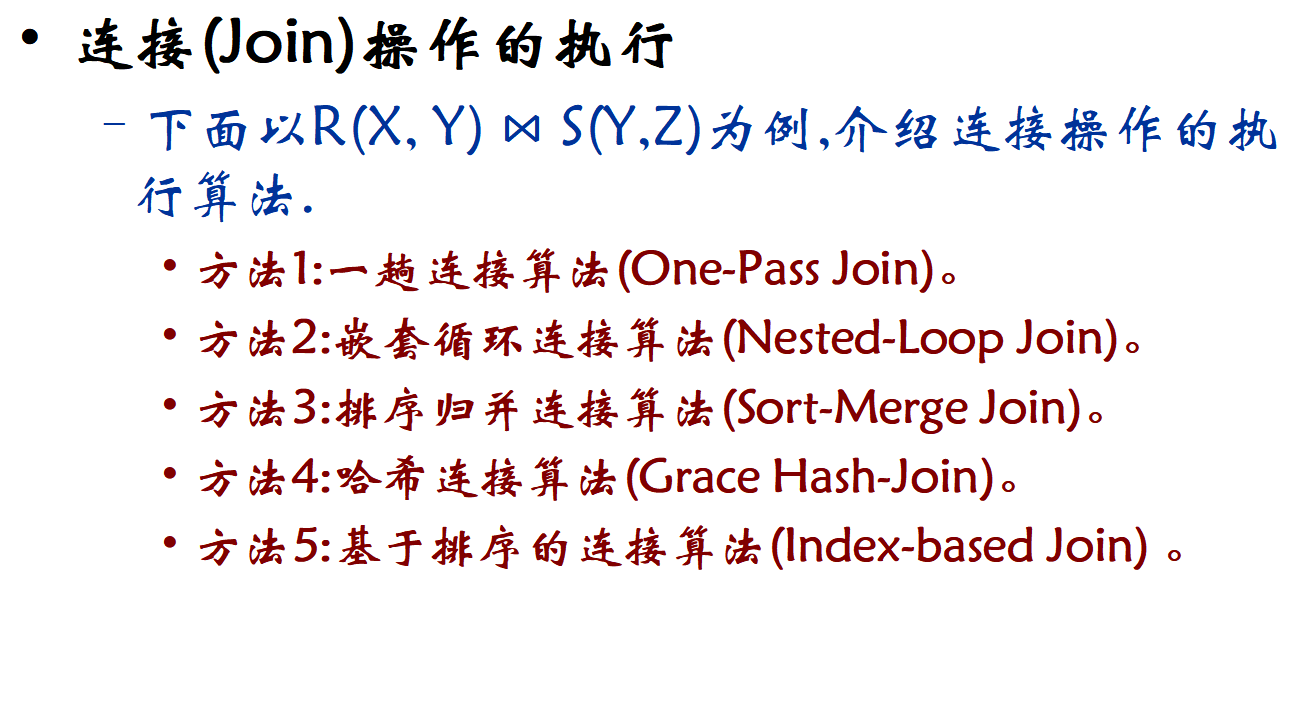 • 连接(Join)操作的执行
– 下面以R(X, Y) ⋈ S(Y,Z)为例,介绍连接操作的执
行算法.
• 方法1:一趟连接算法(One-Pass Join)。
• 方法2:嵌套循环连接算法(Nested-Loop Join)。
• 方法3:排序归并连接算法(Sort-Merge Join)。
• 方法4:哈希连接算法(Grace Hash-Join)。
• 方法5:基于排序的连接算法(Index-based Join) 。